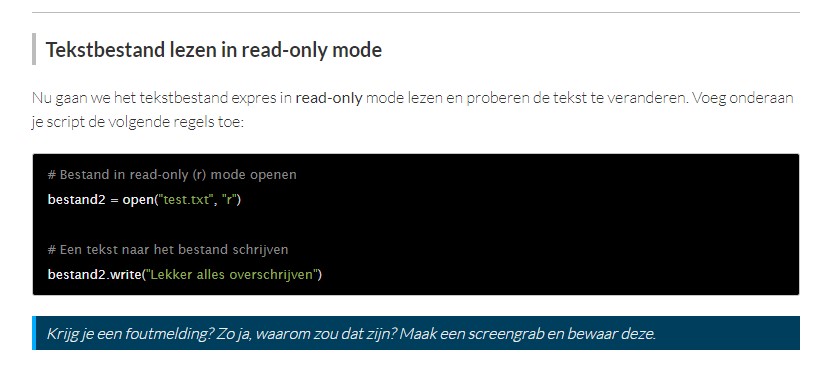 Tekstbestand lezen in read-only mode
Nu gaan we het tekstbestand expres in read-only mode lezen en proberen de tekst te veranderen. Voeg onderaan
je script de volgende regels toe:
# Bestand in read-only (r) mode openen
bestand2 = open("test.txt", "r")
# Een tekst naar het bestand schrijven
bestand2.write("Lekker alles overschrijven")
Krijg je een foutmelding? Zo ja, waarom zou dat zijn? Maak een screengrab en bewaar deze.